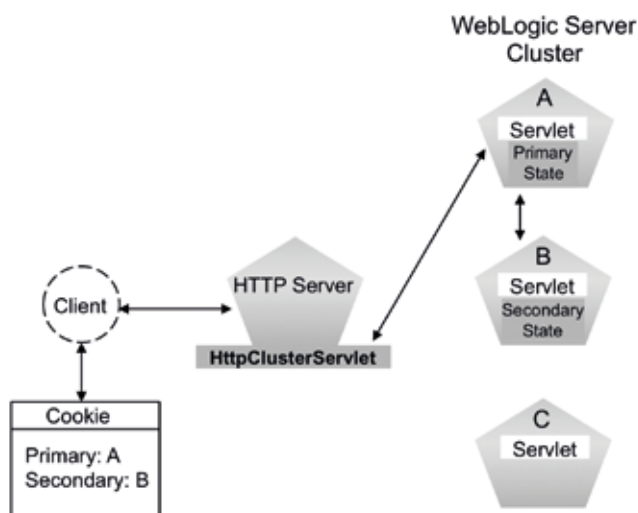 WebLogic Server
Cluster
A
Servlet
Primary
State
B
Servlet
Secondary
State
HTTP Server
HttpClusterServlet
Client
Cookie
Primary: A
Secondary: B
C
Servlet